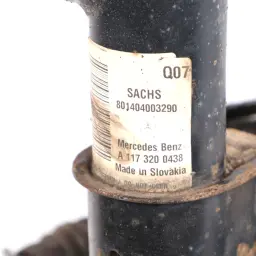 Q07
SACHS
801404003290
Mercedes Benz
A 117 320 0438
Made in Slovakia